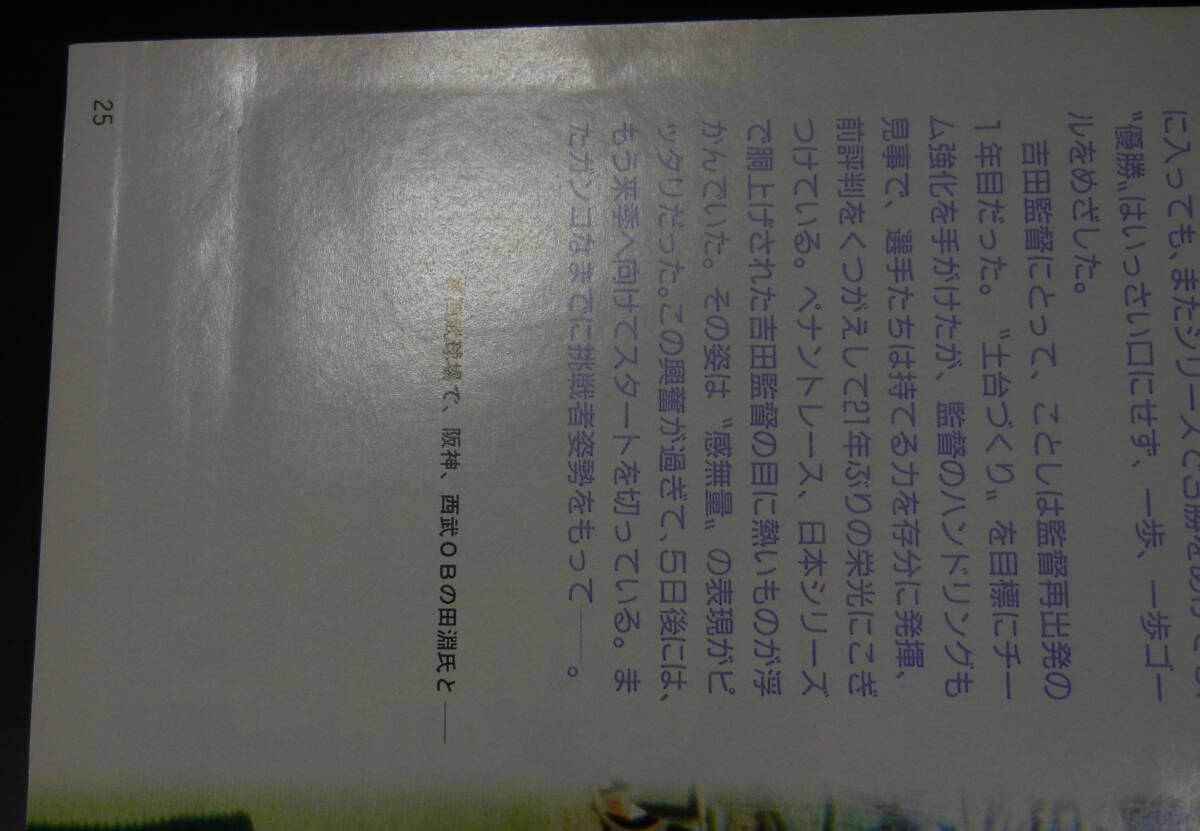 に入っても、またシリーズで3勝をあげても、
〝優勝〟はいっさい口にせず、一歩、一歩ゴー
ルをめざした。
吉田監督にとって、ことしは監督再出発の
1年目だった。〝土台づくり〟を目標にチー
ム強化を手がけたが、監督のハンドリングも
見事で、選手たちは持てる力を存分に発揮、
前評判をくつがえして21年ぶりの栄光にこぎ
つけている。ペナントレース、日本シリーズ
で胴上げされた吉田監督の目に熱いものが浮
かんでいた。その姿は〝感無量〟の表現がピ
ッタリだった。この興奮が過ぎて、5日後には、
もう来季へ向けてスタートを切っている。ま
たガンコなまでに挑戦者姿勢をもって——。
西武球場で、阪神、西武OBの田淵氏と——
25